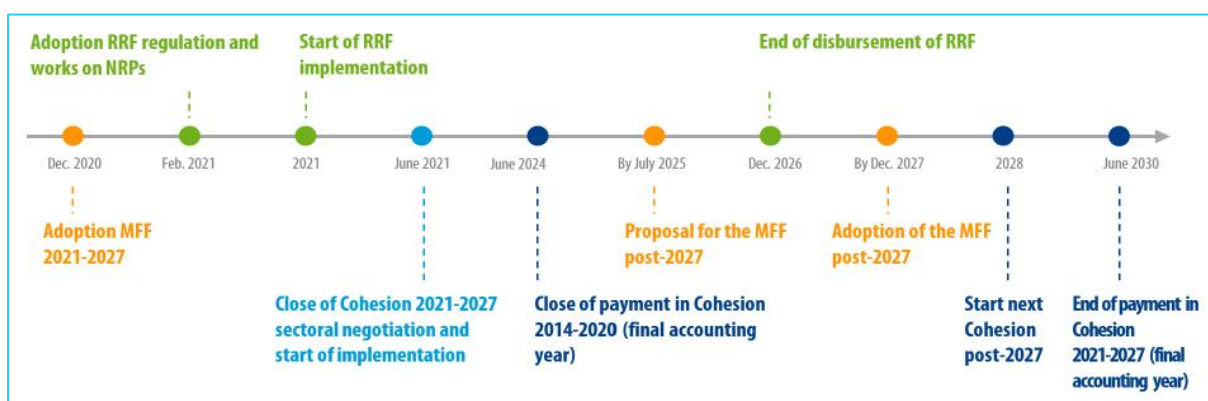 Adoption RRF regulation and
works on NRPs
Start of RRF
implementation
End of disbursement of RRF
Dec. 2020
Feb. 2021
2021
June 2021
June 2024
By July 2025
Dec. 2026
By Dec. 2027
2028
June 2030
Adoption MFF
2021-2027
Proposal for the MFF
post-2027
Adoption of the MFF
post-2027
Close of Cohesion 2021-2027
sectoral negotiation and
start of implementation
Close of payment in Cohesion
2014-2020 (final accounting
year)
Start next
Cohesion
post-2027
End of payment in
Cohesion
2021-2027 (final
accounting year)